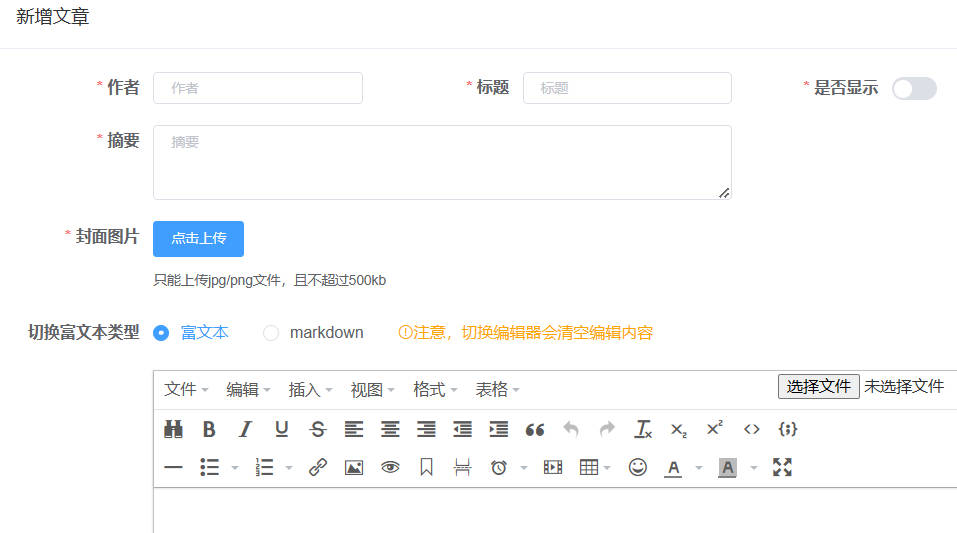 新增文章
* 作者 作者 * 标题 标题 * 是否显示
* 摘要 摘要
* 封面图片 点击上传
只能上传jpg/png文件，且不超过500kb
切换富文本类型 富文本 markdown 注意，切换编辑器会清空编辑内容
文件 编辑 插入 视图 格式 表格 选择文件 未选择文件